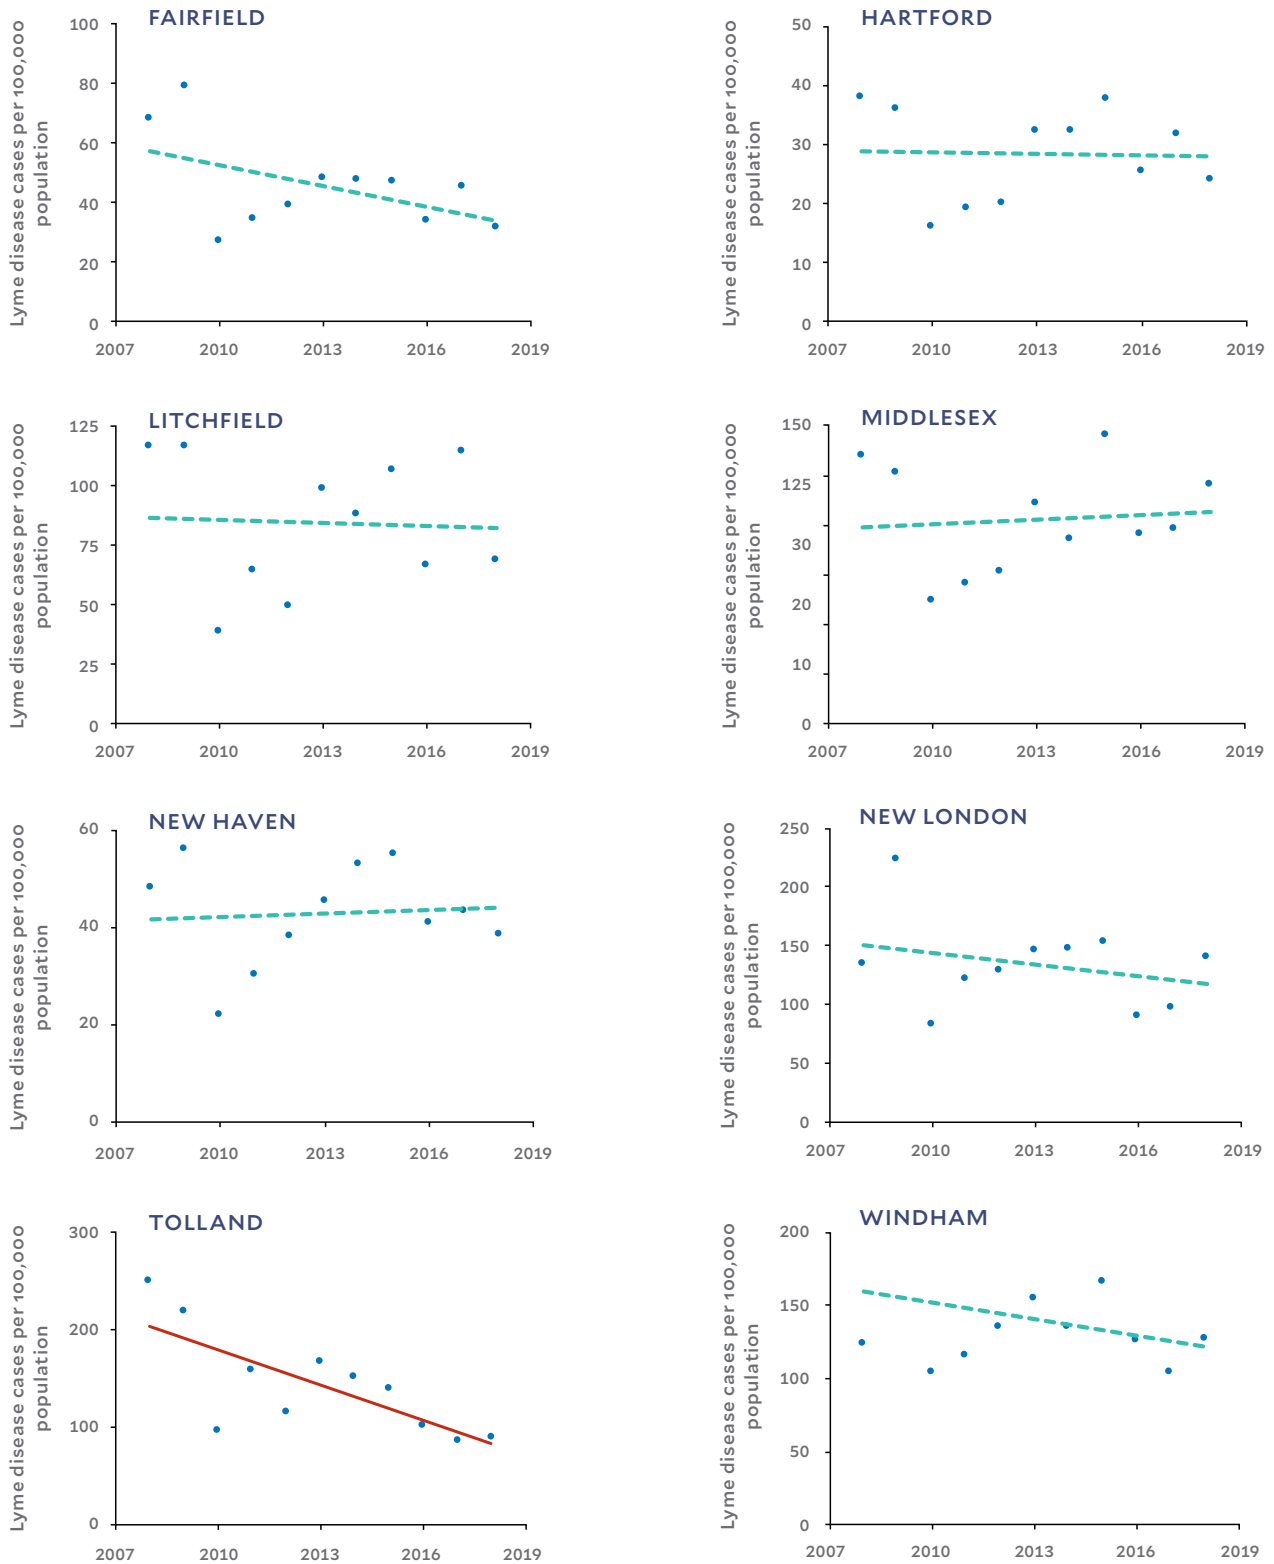 FAIRFIELD
Lyme disease cases per 100,000
population
100
80
60
40
20
0
2007 2010 2013 2016 2019
HARTFORD
Lyme disease cases per 100,000
population
50
40
30
20
10
0
2007 2010 2013 2016 2019
LITCHFIELD
Lyme disease cases per 100,000
population
125
100
75
50
25
0
2007 2010 2013 2016 2019
MIDDLESEX
Lyme disease cases per 100,000
population
150
125
30
20
10
0
2007 2010 2013 2016 2019
NEW HAVEN
Lyme disease cases per 100,000
population
60
40
20
0
2007 2010 2013 2016 2019
NEW LONDON
Lyme disease cases per 100,000
population
250
200
150
100
50
0
2007 2010 2013 2016 2019
TOLLAND
Lyme disease cases per 100,000
population
300
200
100
0
2007 2010 2013 2016 2019
WINDHAM
Lyme disease cases per 100,000
population
200
150
100
50
0
2007 2010 2013 2016 2019